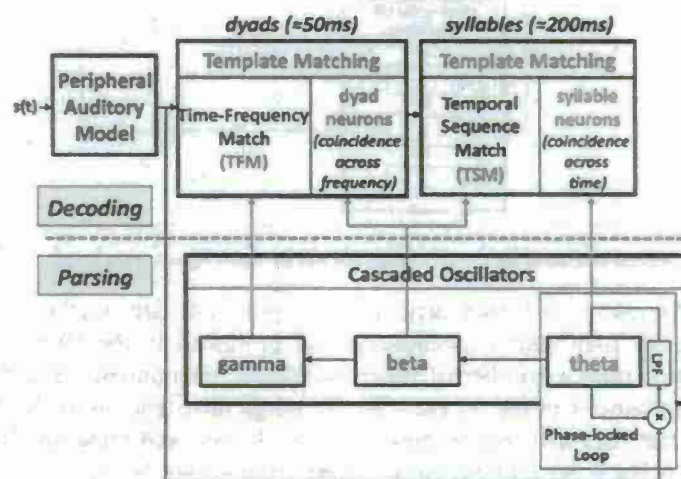 dyads (≈50ms)
syllables (≈200ms)
Template Matching
Template Matching
s(t)
Peripheral
Auditory
Model
Time-Frequency
Match
(TFM)
dyad
neurons
(coincidence
across
frequency)
Temporal
Sequence
Match
(TSM)
syllable
neurons
(coincidence
across
time)
Decoding
Parsing
Cascaded Oscillators
gamma
beta
theta
LPF
×
Phase-locked
Loop